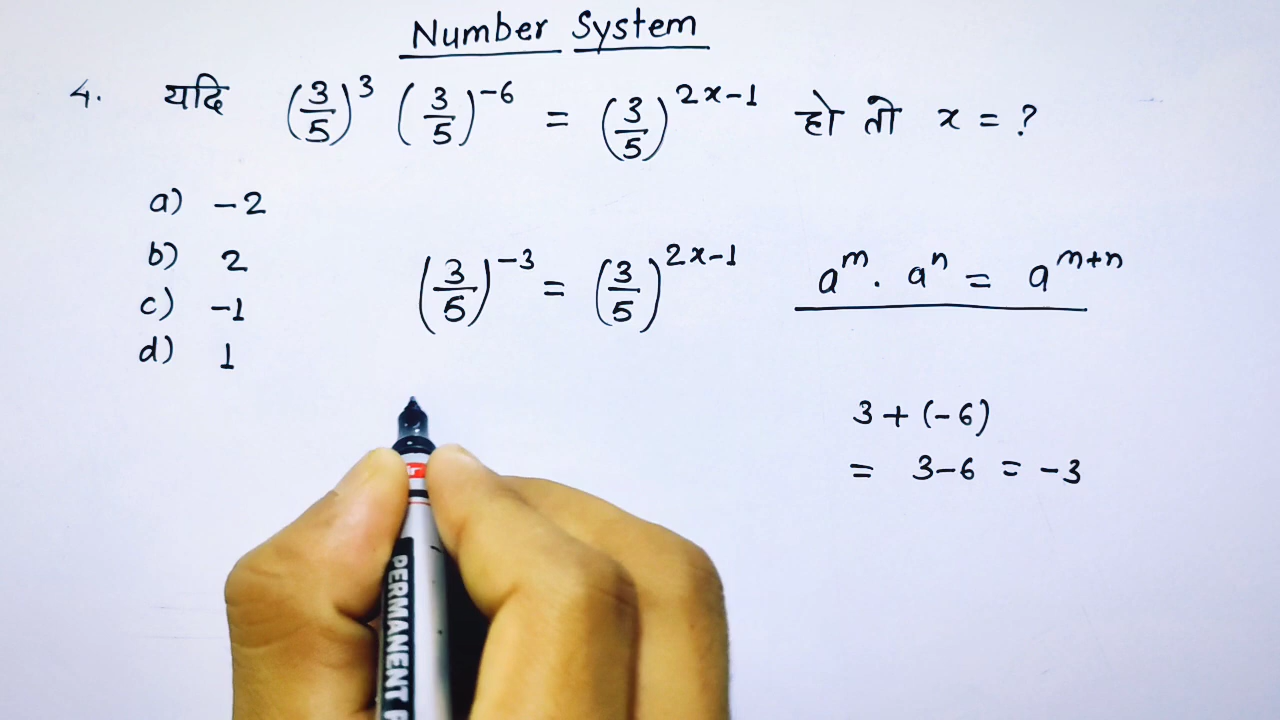 Number System
4. यदि (3/5)^3 (3/5)^-6 = (3/5)^2x-1 हो तो x = ?
a) -2
b) 2
c) -1
d) 1
(3/5)^-3 = (3/5)^2x-1
a^m . a^n = a^m+n
3 + (-6)
= 3-6 = -3
PERMANENT